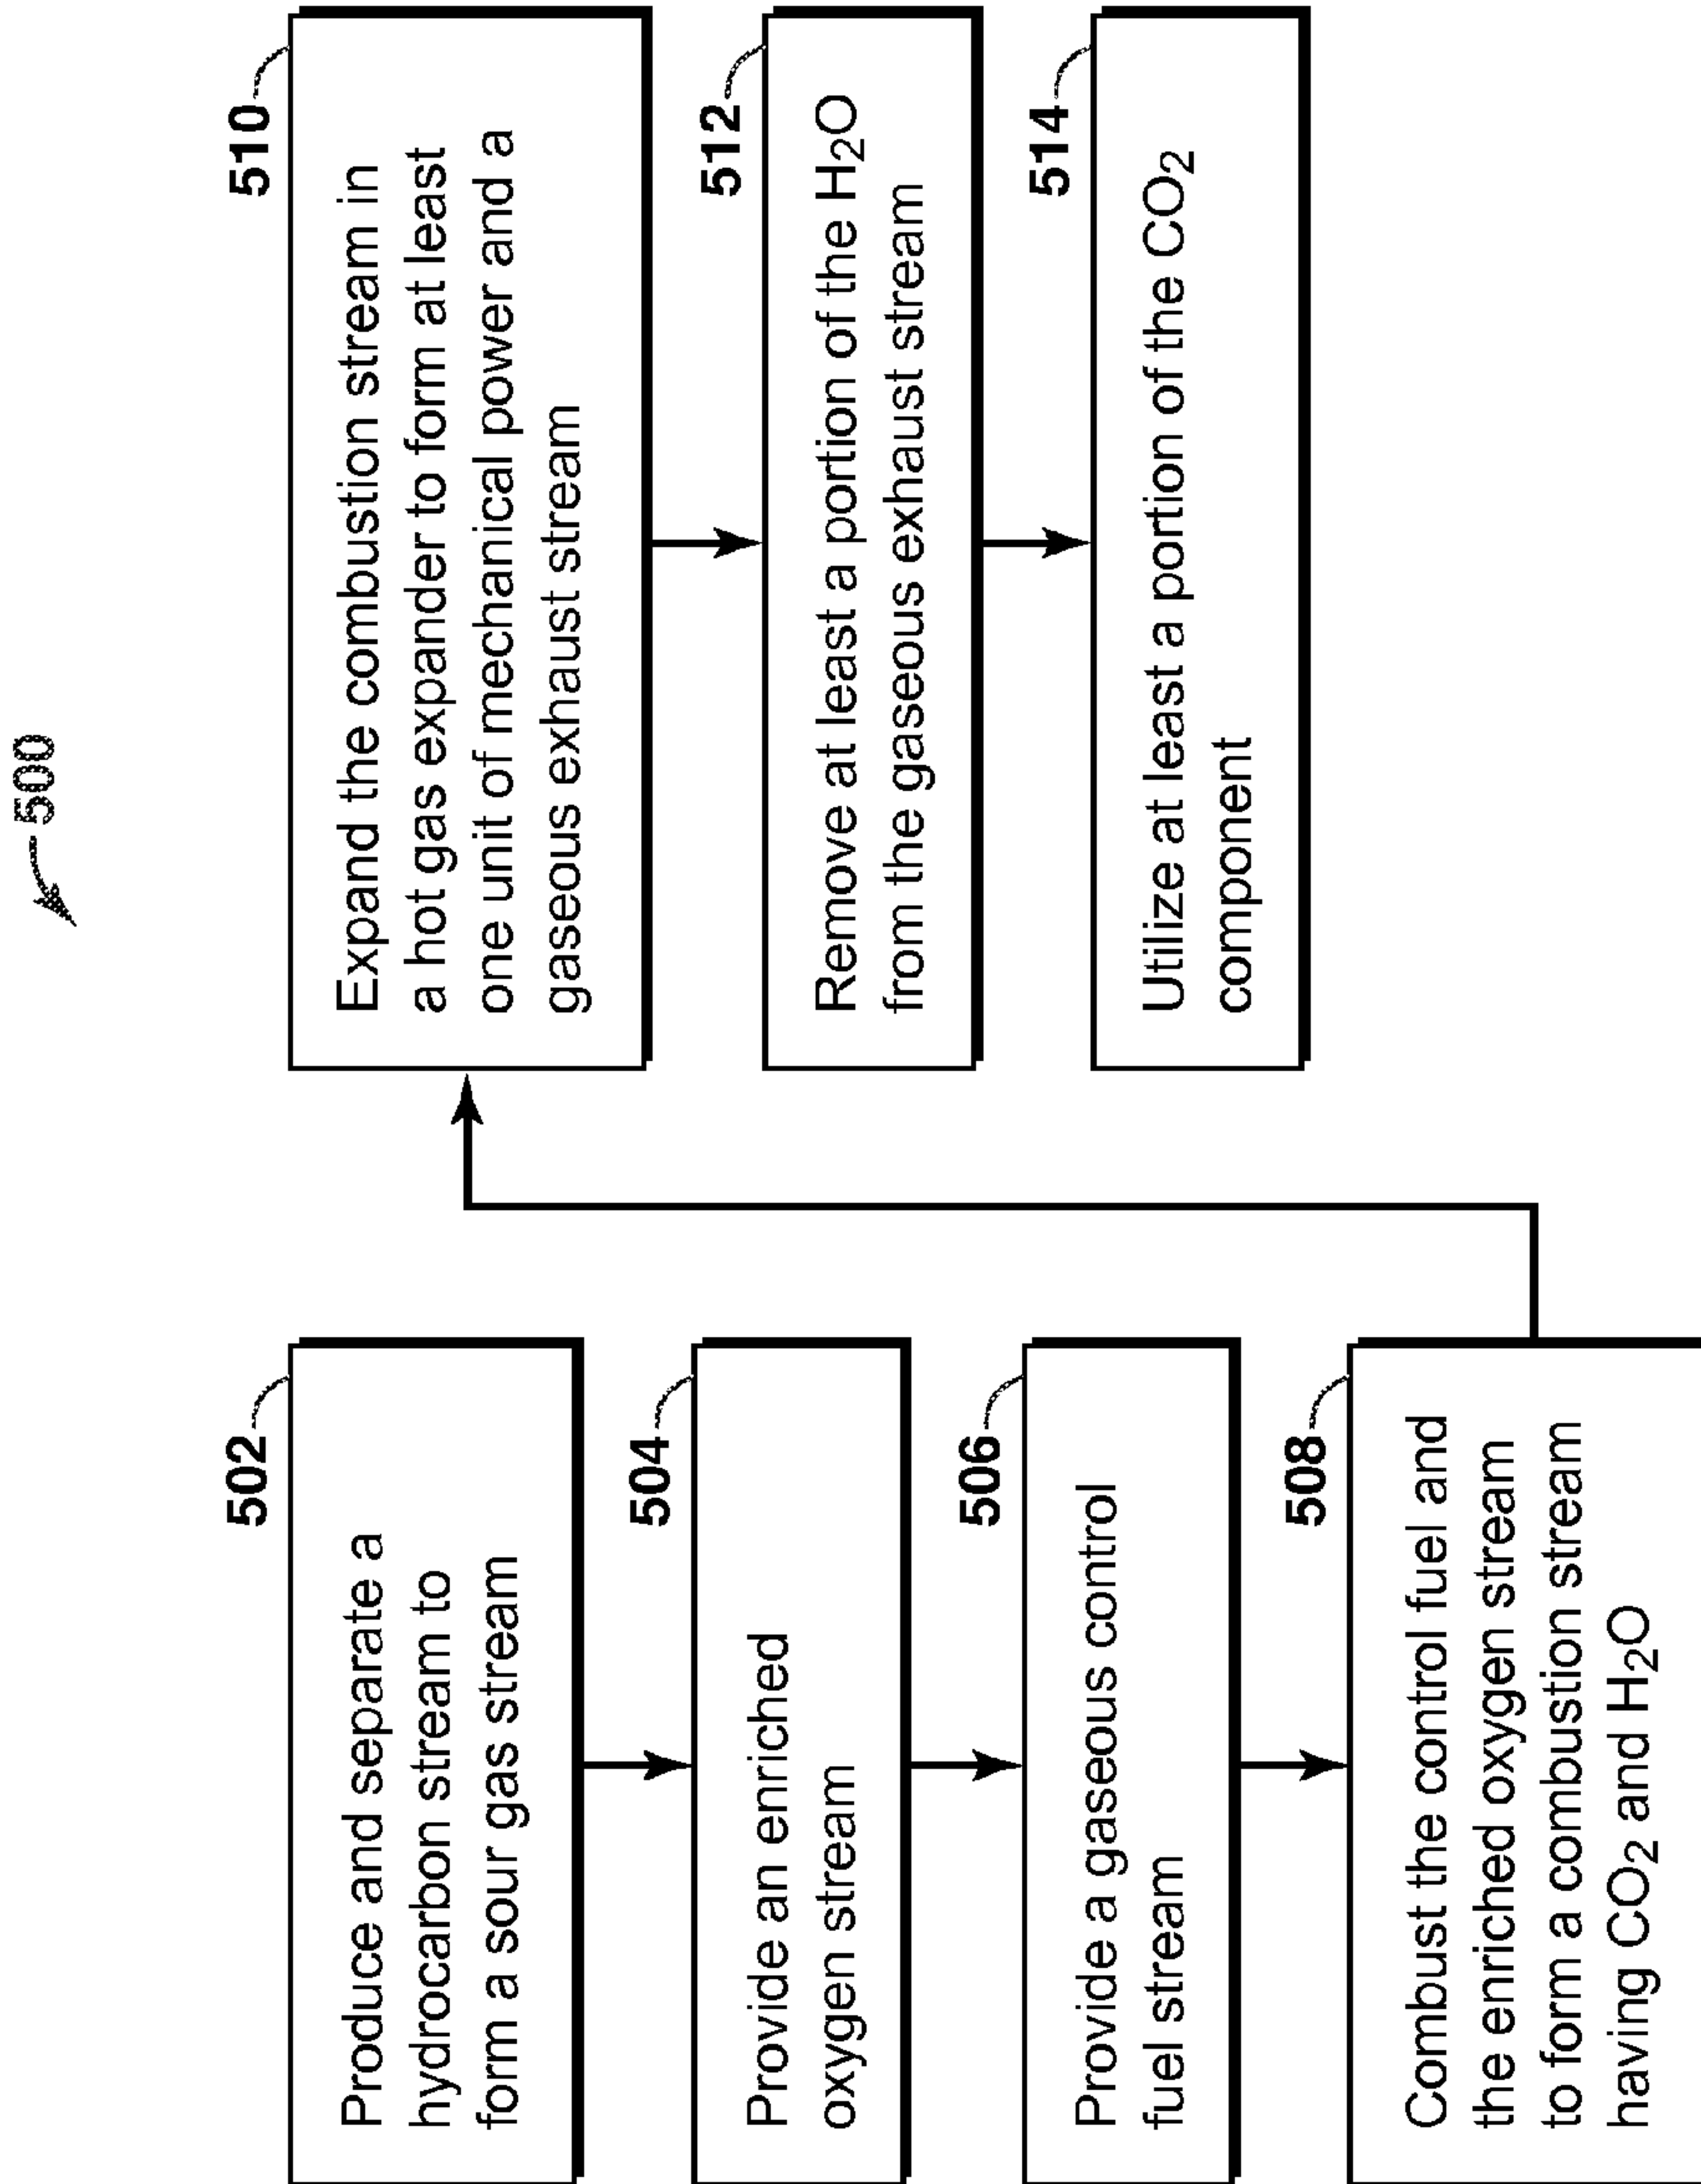 500
502
Produce and separate a
hydrocarbon stream to
form a sour gas stream
504
Provide an enriched
oxygen stream
506
Provide a gaseous control
fuel stream
508
Combust the control fuel and
the enriched oxygen stream
to form a combustion stream
having CO₂ and H₂O
510
Expand the combustion stream in
a hot gas expander to form at least
one unit of mechanical power and a
gaseous exhaust stream
512
Remove at least a portion of the H₂O
from the gaseous exhaust stream
514
Utilize at least a portion of the CO₂
component